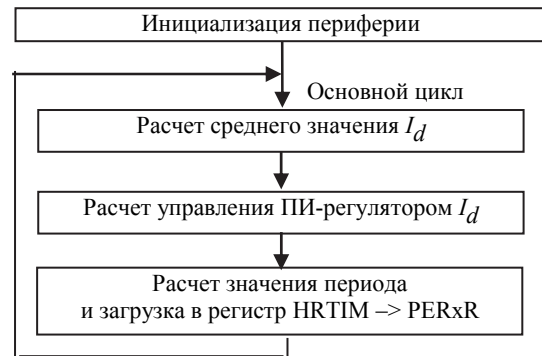 Инициализация периферии
Основной цикл
Расчет среднего значения I_d
Расчет управления ПИ-регулятором I_d
Расчет значения периода
и загрузка в регистр HRTIM –> PERxR